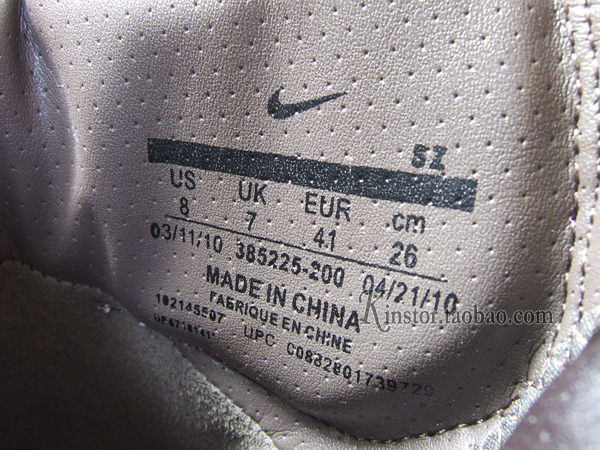 SZ
US UK EUR cm
8 7 41 26
03/11/10 385225-200 04/21/10
MADE IN CHINA
FABRIQUE EN CHINE
Kinstor.taobao.com
UPC